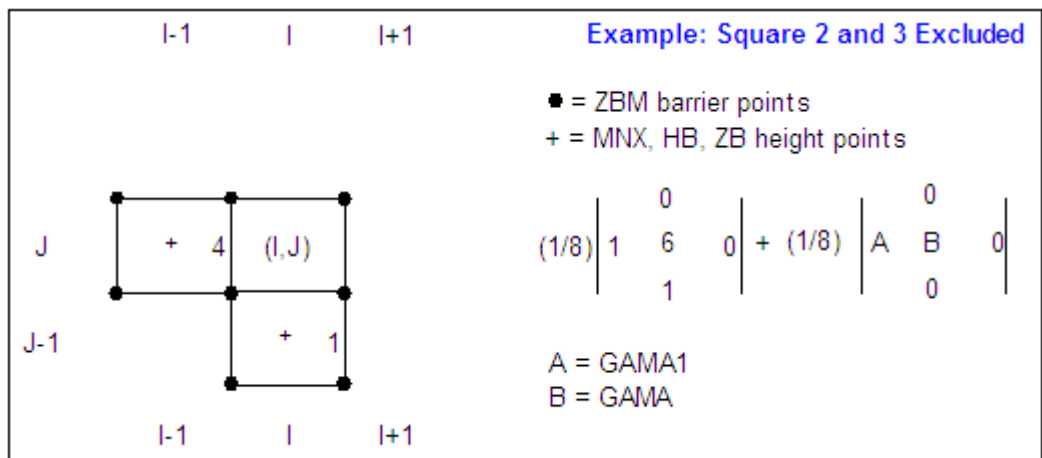 I-1 I I+1
Example: Square 2 and 3 Excluded
● = ZBM barrier points
+ = MNX, HB, ZB height points
0 0
J + 4 (I,J) (1/8) 1 6 0 + (1/8) A B 0
1 0
J-1 + 1
A = GAMA1
B = GAMA
I-1 I I+1